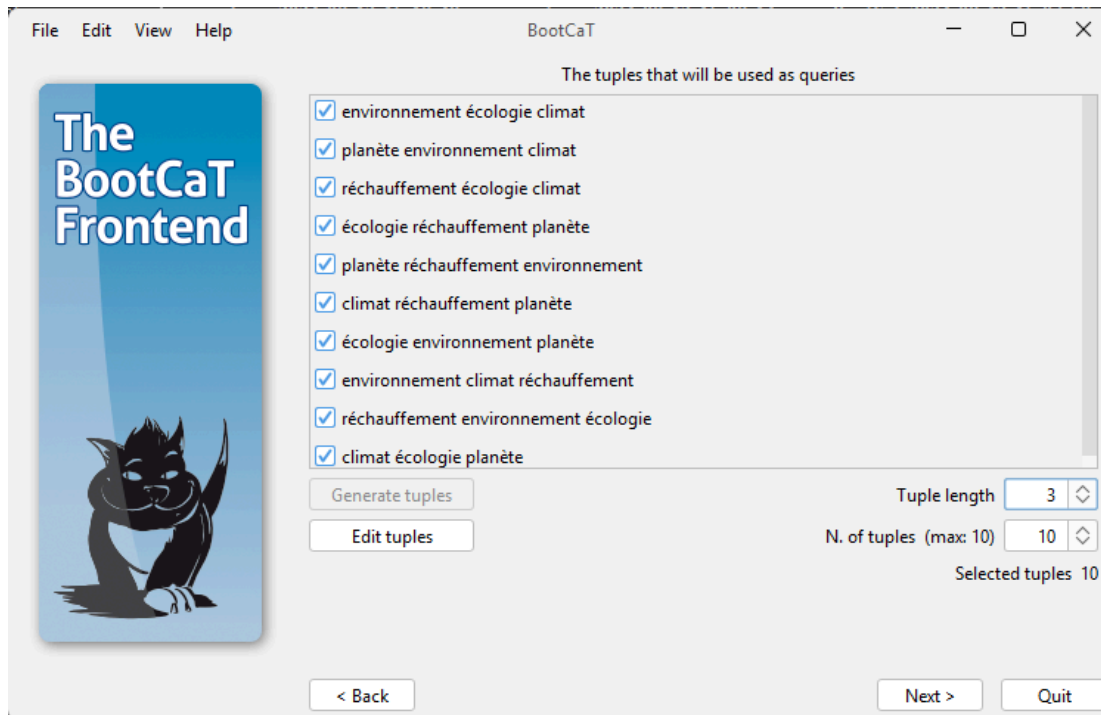 File Edit View Help
BootCaT
The
BootCaT
Frontend
The tuples that will be used as queries
environnement écologie climat
planète environnement climat
réchauffement écologie climat
écologie réchauffement planète
planète réchauffement environnement
climat réchauffement planète
écologie environnement planète
environnement climat réchauffement
réchauffement environnement écologie
climat écologie planète
Generate tuples
Tuple length 3
Edit tuples
N. of tuples (max: 10) 10
Selected tuples 10
< Back
Next >
Quit